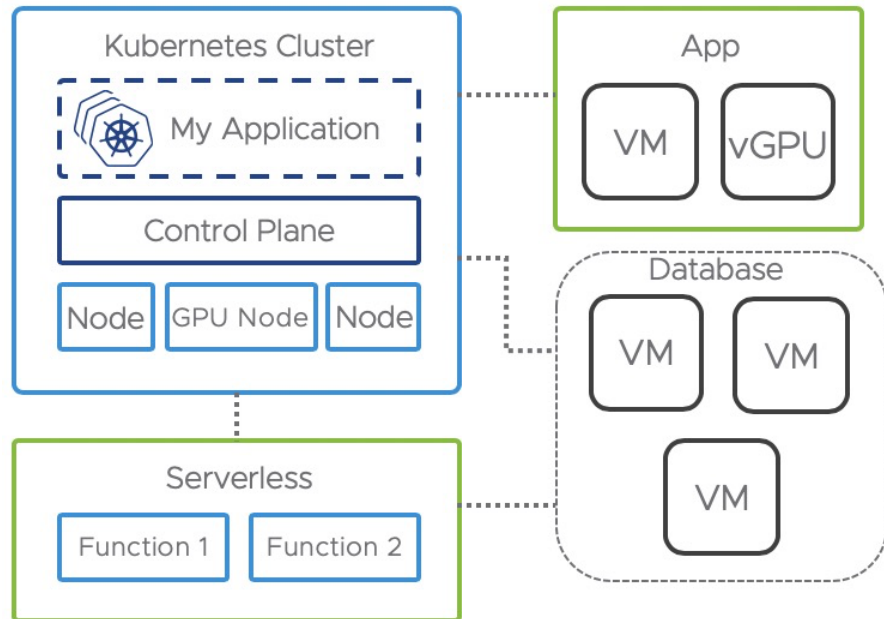 Kubernetes Cluster
My Application
Control Plane
Node
GPU Node
Node
App
VM
vGPU
Database
VM
VM
VM
Serverless
Function 1
Function 2